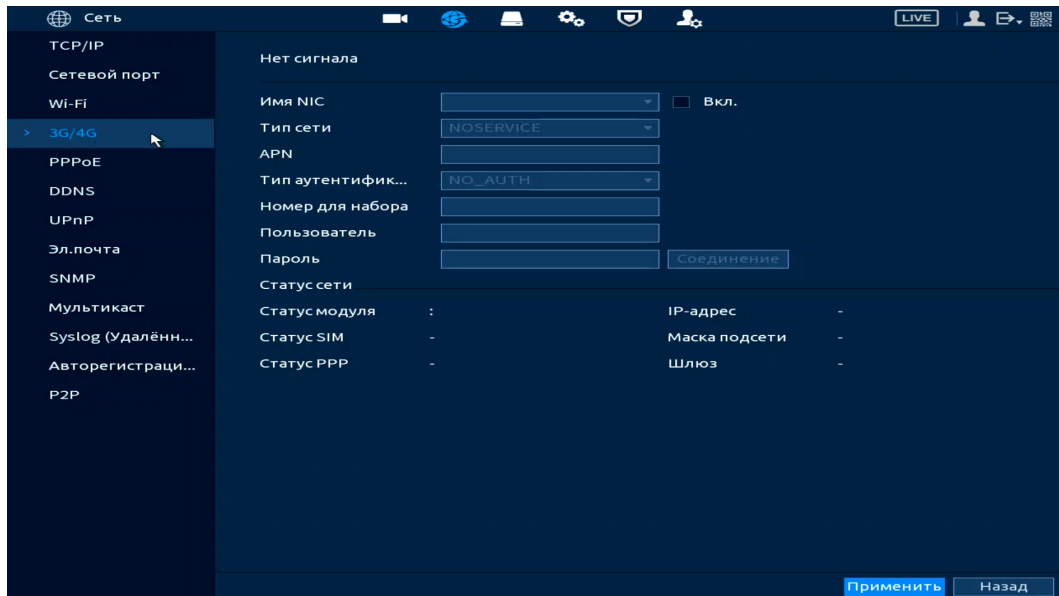 Сеть LIVE
TCP/IP
Сетевой порт
Wi-Fi
> 3G/4G
PPPoE
DDNS
UPnP
Эл.почта
SNMP
Мультикаст
Syslog (Удалённ...
Авторегистраци...
P2P
Нет сигнала
Имя NIC Вкл.
Тип сети NOSERVICE
APN
Тип аутентифик... NO_AUTH
Номер для набора
Пользователь
Пароль Соединение
Статус сети
Статус модуля : IP-адрес -
Статус SIM - Маска подсети -
Статус PPP - Шлюз -
Применить Назад